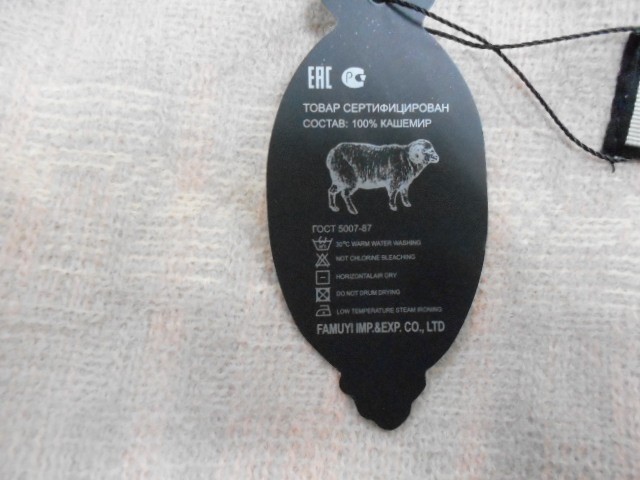 ЕАС РСТ
ТОВАР СЕРТИФИЦИРОВАН
СОСТАВ: 100% КАШЕМИР
ГОСТ 5007-87
30°C WARM WATER WASHING
NOT CHLORINE BLEACHING
HORIZONTALAIR DRY
DO NOT DRUM DRYING
LOW TEMPERATURE STEAM IRONING
FAMUYI IMP.&EXP. CO., LTD